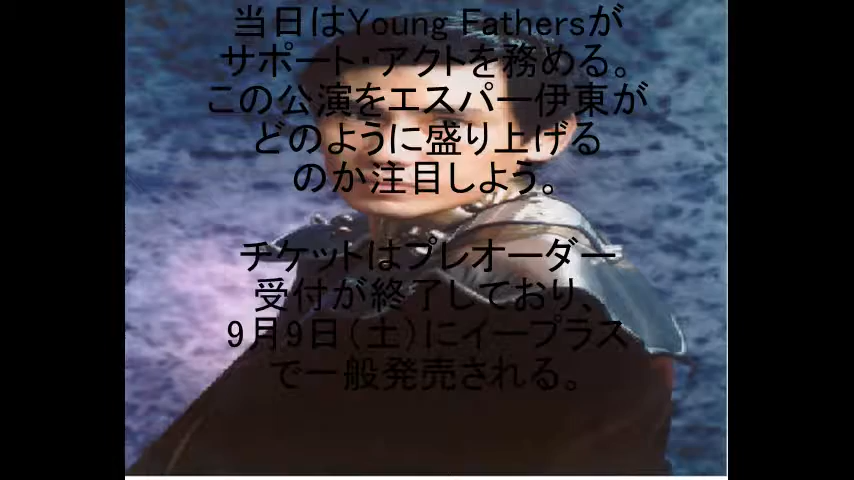 当日はYoung Fathersが
サポート・アクトを務める。
この公演をエスパー伊東が
どのように盛り上げる
のか注目しよう。
チケットはプレオーダー
受付が終了しており、
9月9日(土)にイープラス
で一般発売される。